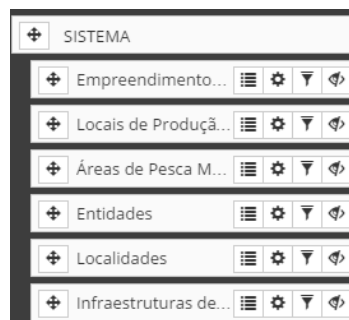 SISTEMA
Empreendimento...
Locais de Produçã...
Áreas de Pesca M...
Entidades
Localidades
Infraestruturas de...